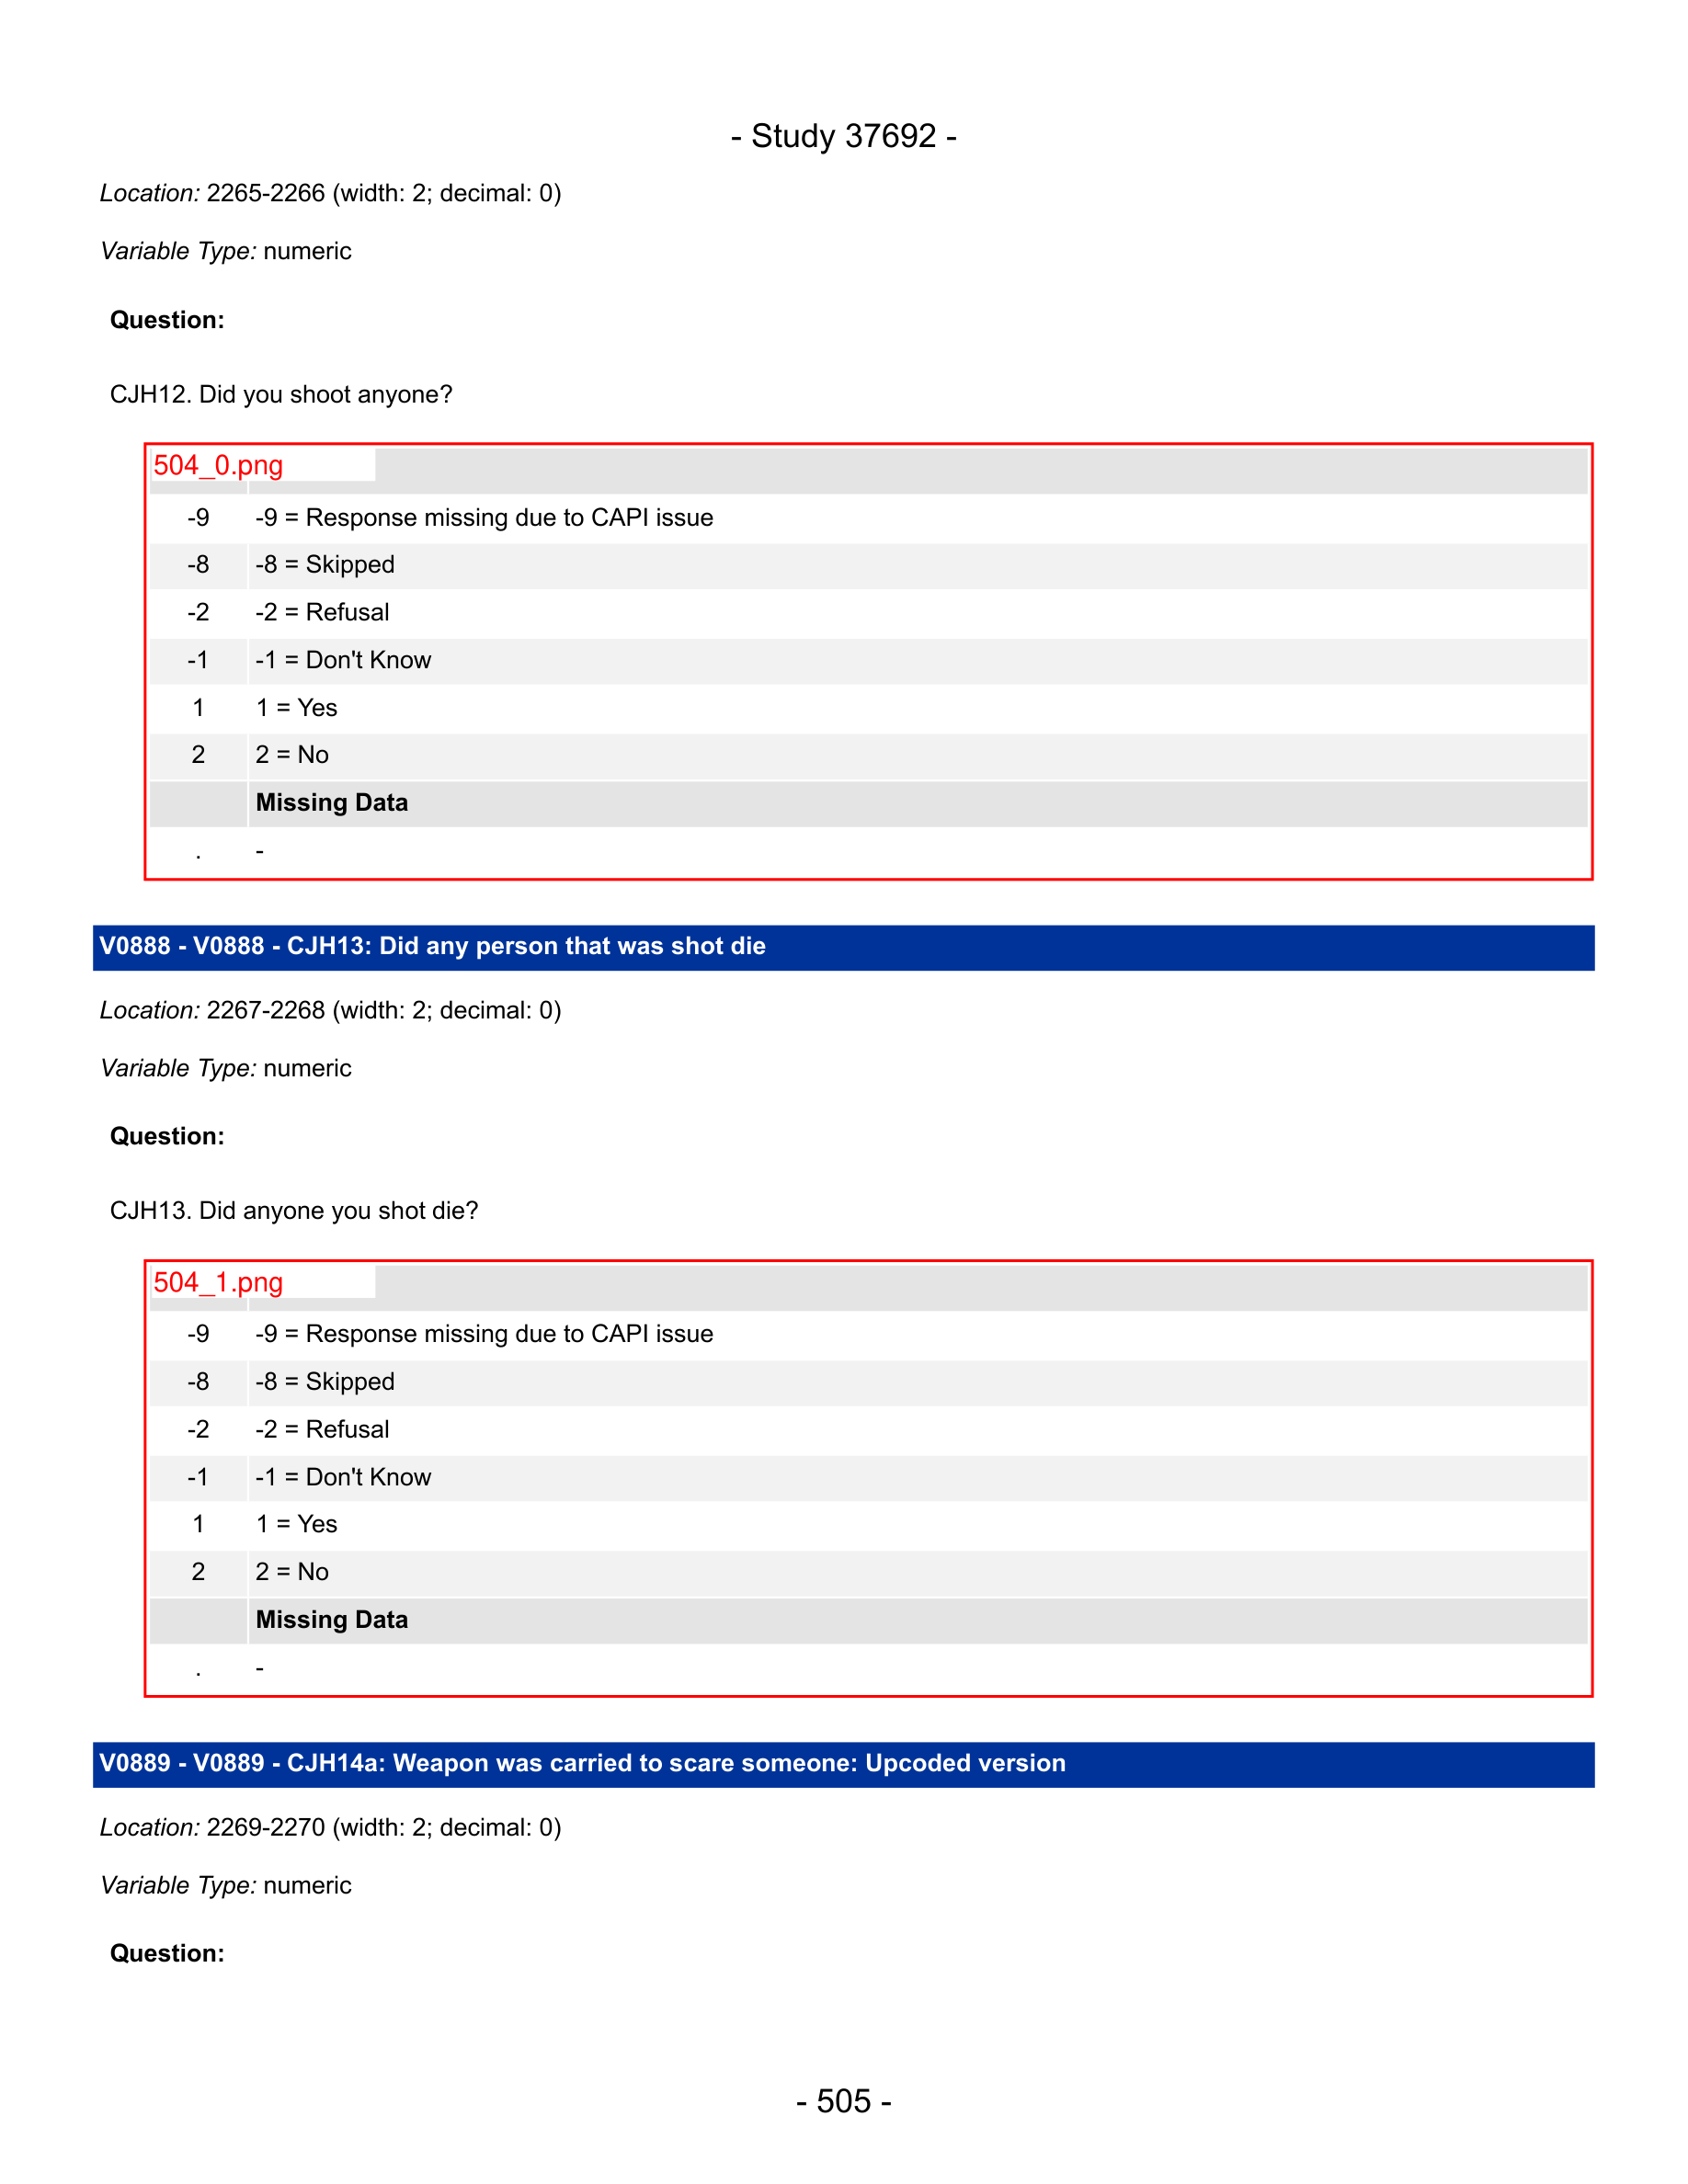 - Study 37692 -
Location: 2265-2266 (width: 2; decimal: 0)
Variable Type: numeric
Question:
CJH12. Did you shoot anyone?
504_0.png
-9 -9 = Response missing due to CAPI issue
-8 -8 = Skipped
-2 -2 = Refusal
-1 -1 = Don't Know
1 1 = Yes
2 2 = No
Missing Data
. -
V0888 - V0888 - CJH13: Did any person that was shot die
Location: 2267-2268 (width: 2; decimal: 0)
Variable Type: numeric
Question:
CJH13. Did anyone you shot die?
504_1.png
-9 -9 = Response missing due to CAPI issue
-8 -8 = Skipped
-2 -2 = Refusal
-1 -1 = Don't Know
1 1 = Yes
2 2 = No
Missing Data
. -
V0889 - V0889 - CJH14a: Weapon was carried to scare someone: Upcoded version
Location: 2269-2270 (width: 2; decimal: 0)
Variable Type: numeric
Question:
- 505 -